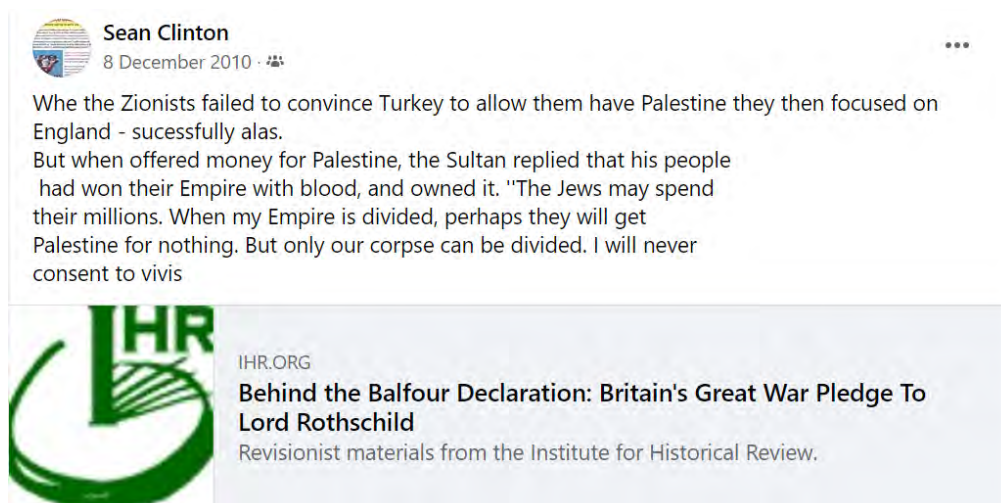 Sean Clinton
8 December 2010 ·
Whe the Zionists failed to convince Turkey to allow them have Palestine they then focused on
England - sucessfully alas.
But when offered money for Palestine, the Sultan replied that his people
had won their Empire with blood, and owned it. ''The Jews may spend
their millions. When my Empire is divided, perhaps they will get
Palestine for nothing. But only our corpse can be divided. I will never
consent to vivis
IHR
IHR.ORG
Behind the Balfour Declaration: Britain's Great War Pledge To
Lord Rothschild
Revisionist materials from the Institute for Historical Review.